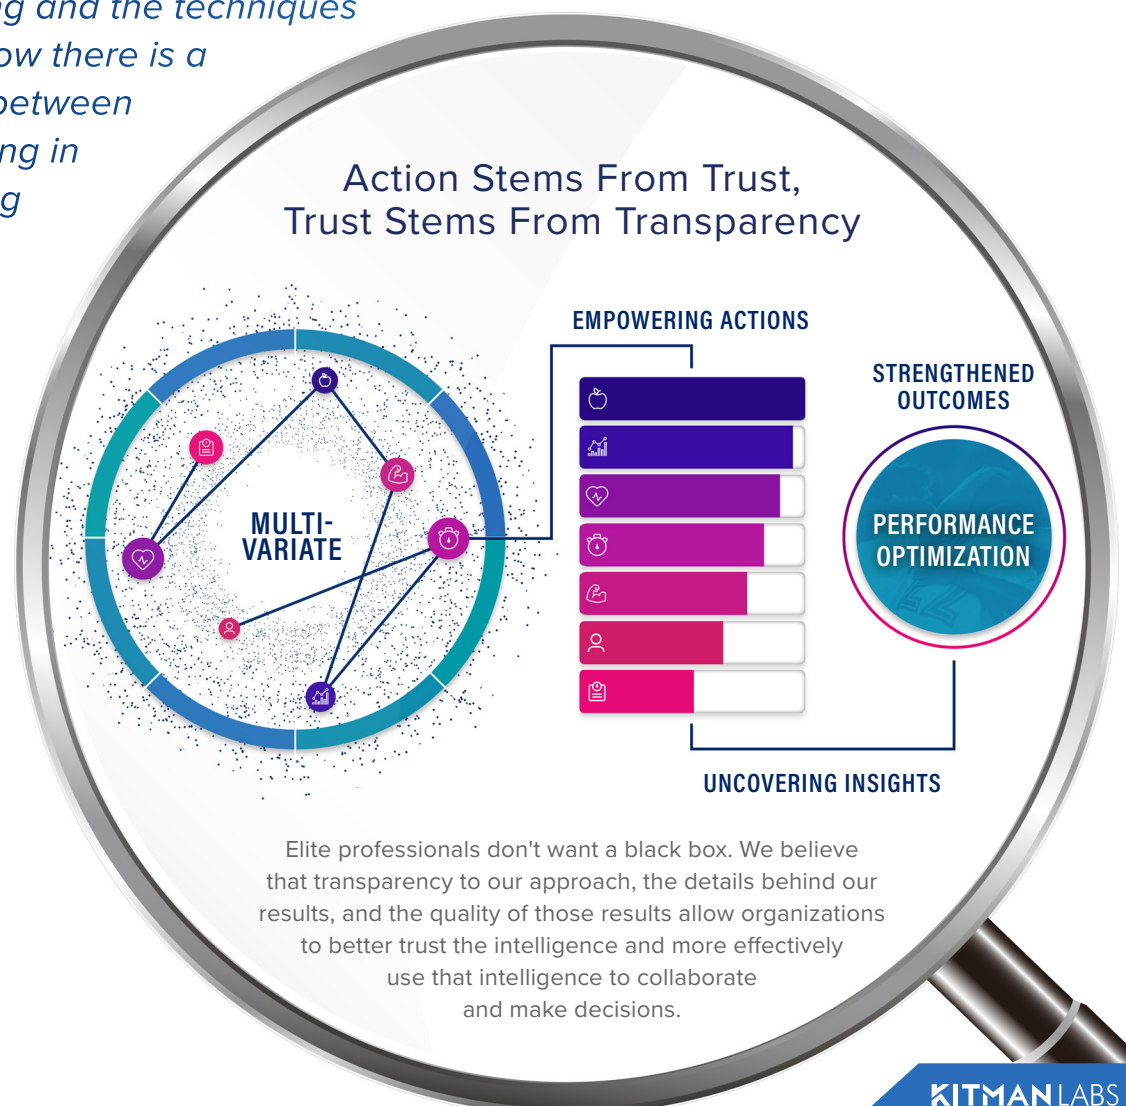 ng and the techniques
ow there is a
between
ng in
g
Action Stems From Trust,
Trust Stems From Transparency
EMPOWERING ACTIONS
STRENGTHENED
OUTCOMES
MULTI-
VARIATE
PERFORMANCE
OPTIMIZATION
UNCOVERING INSIGHTS
Elite professionals don't want a black box. We believe
that transparency to our approach, the details behind our
results, and the quality of those results allow organizations
to better trust the intelligence and more effectively
use that intelligence to collaborate
and make decisions.
KITMAN LABS